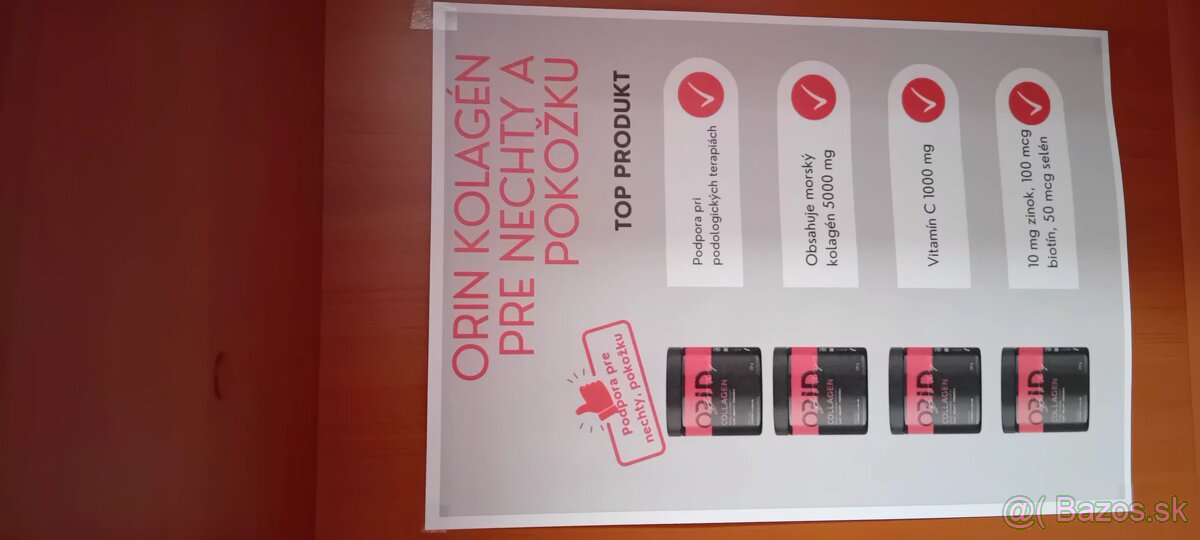 ORIN KOLAGÉN
PRE NECHTY A
POKOŽKU
TOP PRODUKT
Podpora pre
nechty, pokožku
Podpora pri
podologických terapiách
Obsahuje morský
kolagén 5000 mg
Vitamín C 1000 mg
10 mg zinok, 100 mcg
biotín, 50 mcg selén
COLLAGEN
COLLAGEN
COLLAGEN
COLLAGEN
@( Bazos.sk